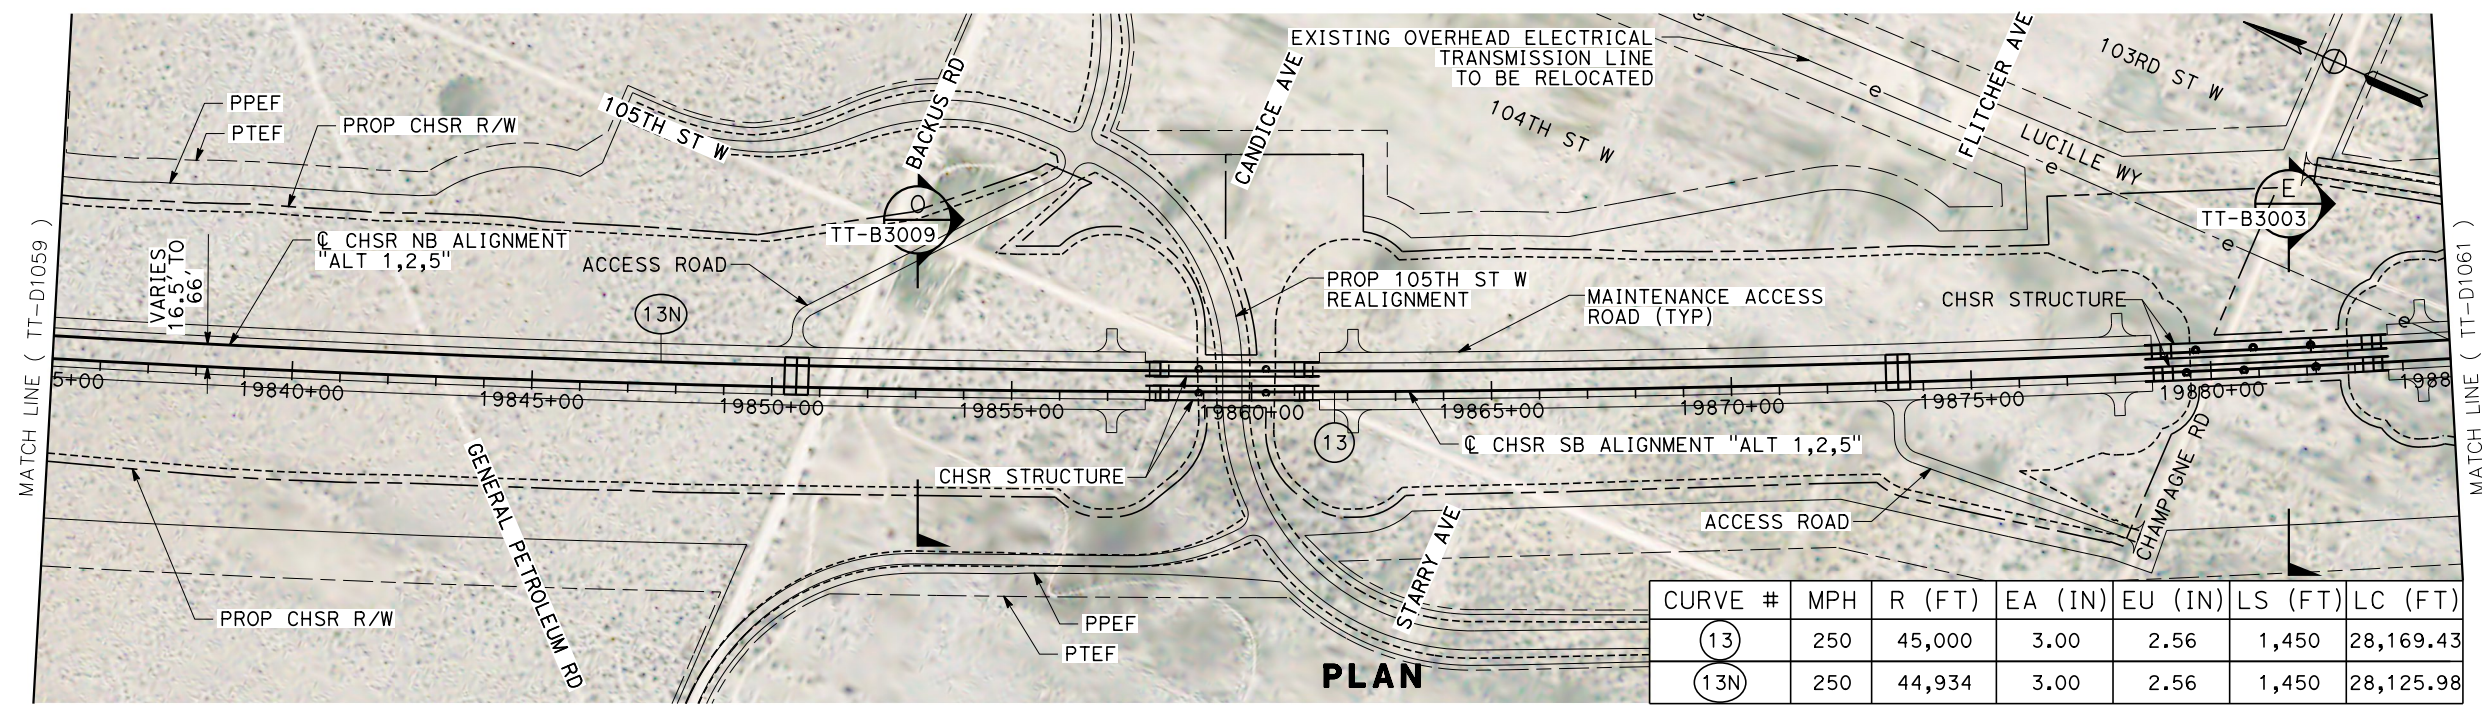 MATCH LINE ( TT-D1059 )
PPEF
PTEF
PROP CHSR R/W
105TH ST W
BACKUS RD
CANDICE AVE
EXISTING OVERHEAD ELECTRICAL
TRANSMISSION LINE
TO BE RELOCATED
104TH ST W
FLITCHER AVE
103RD ST W
LUCILLE WY
e
e
e
e
e
e
VARIES
16.5' TO
66'
℄ CHSR NB ALIGNMENT
"ALT 1,2,5"
ACCESS ROAD
O
TT-B3009
13N
PROP 105TH ST W
REALIGNMENT
MAINTENANCE ACCESS
ROAD (TYP)
CHSR STRUCTURE
E
TT-B3003
5+00
19840+00
19845+00
19850+00
19855+00
19860+00
19865+00
19870+00
19875+00
19880+00
1988
GENERAL PETROLEUM RD
CHSR STRUCTURE
13
℄ CHSR SB ALIGNMENT "ALT 1,2,5"
STARRY AVE
ACCESS ROAD
CHAMPAGNE RD
PROP CHSR R/W
PPEF
PTEF
PLAN
MATCH LINE ( TT-D1061 )
CURVE # MPH R (FT) EA (IN) EU (IN) LS (FT) LC (FT)
13 250 45,000 3.00 2.56 1,450 28,169.43
13N 250 44,934 3.00 2.56 1,450 28,125.98